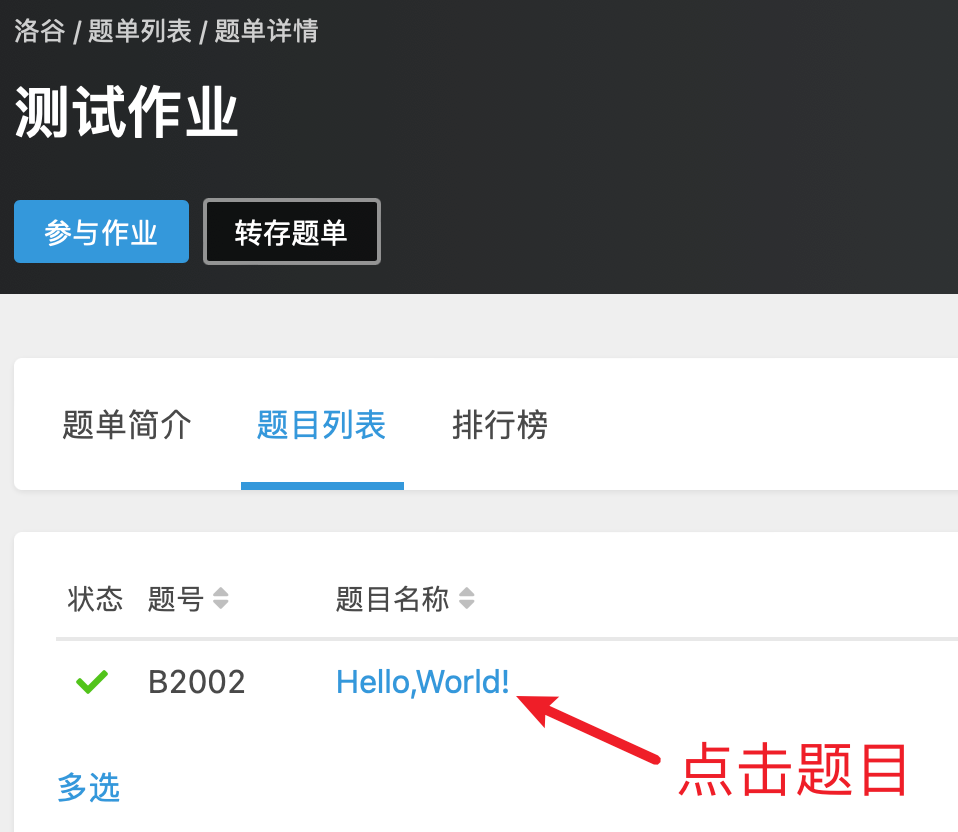 洛谷 / 题单列表 / 题单详情
测试作业
参与作业 转存题单
题单简介 题目列表 排行榜
状态 题号 题目名称
B2002 Hello,World!
点击题目
多选